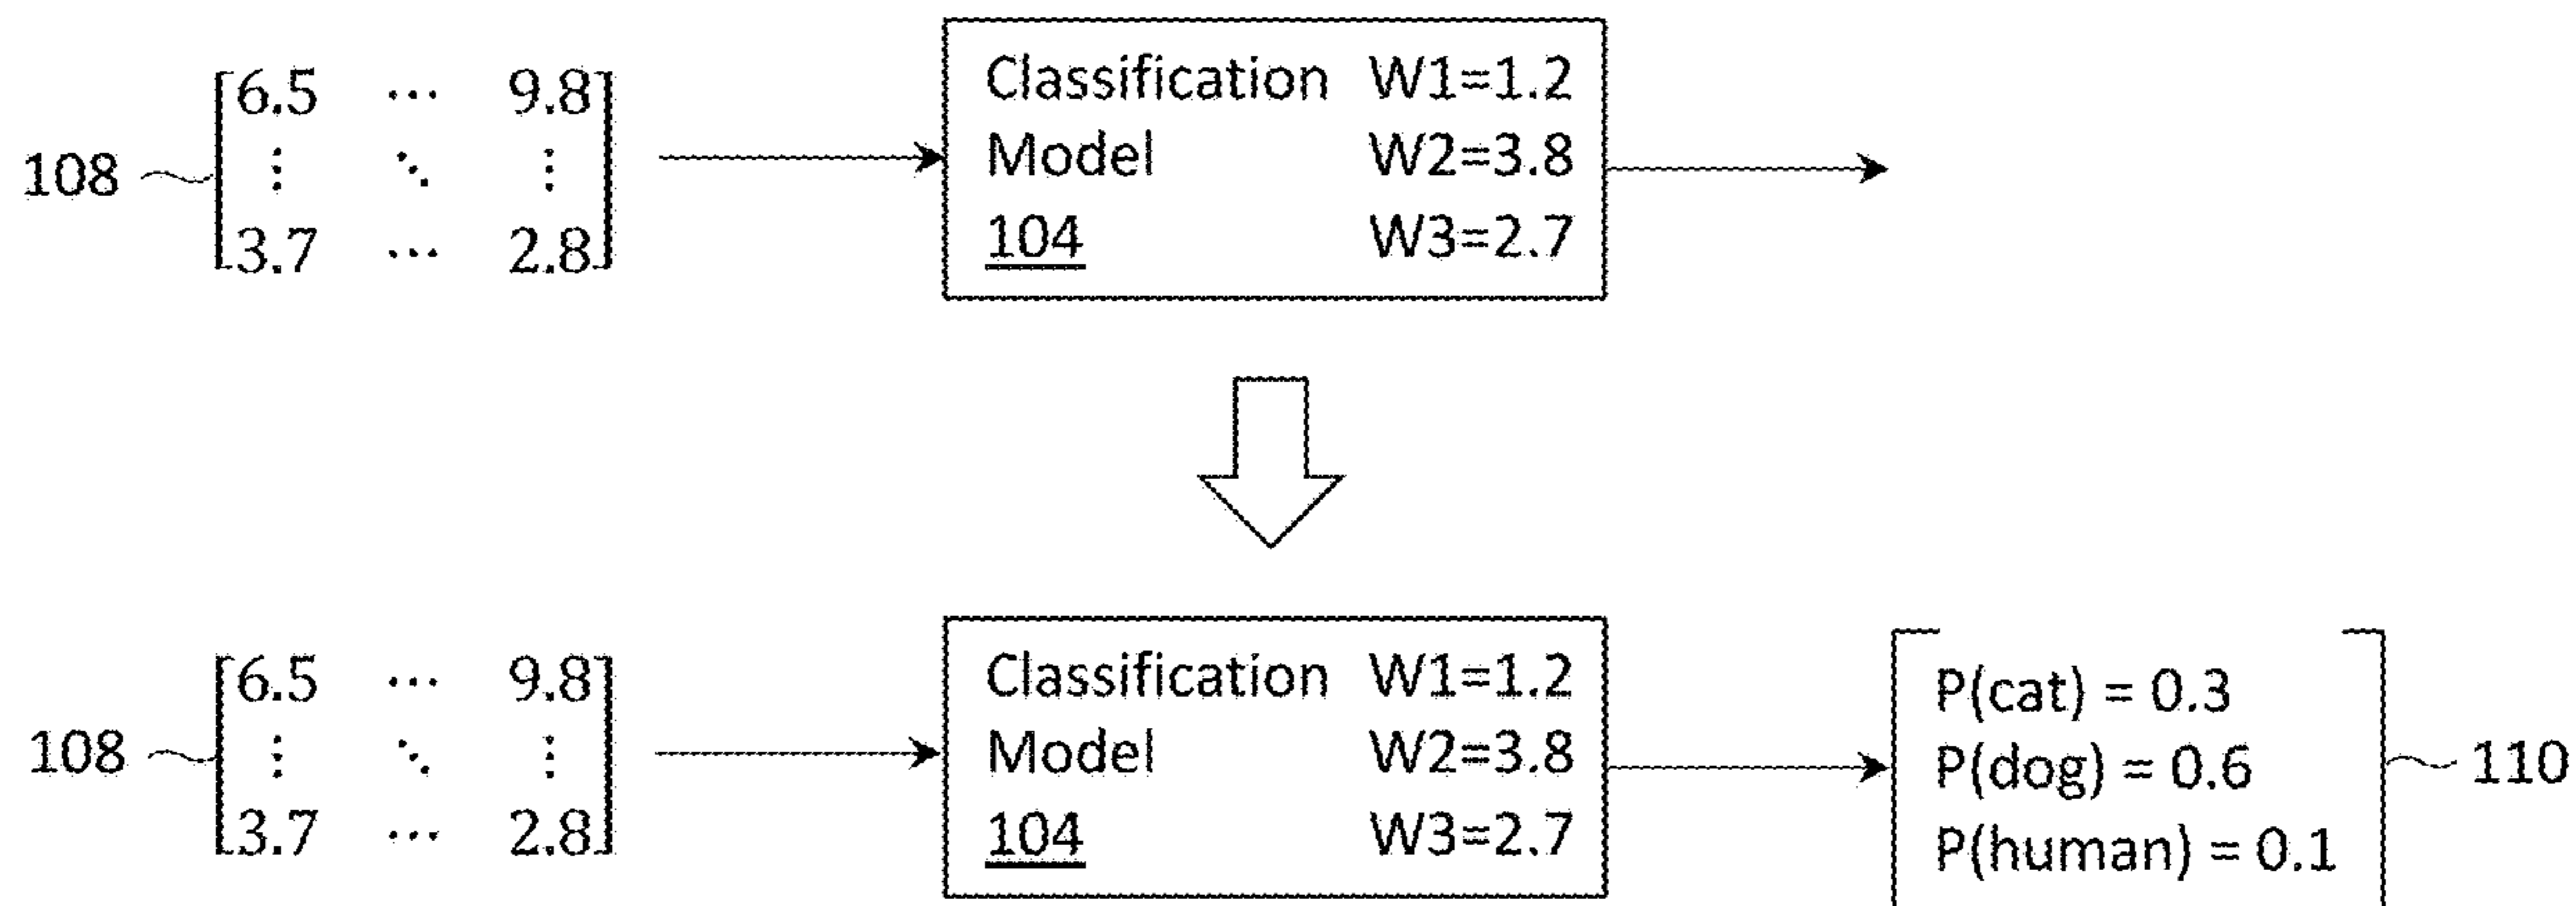 6.5 ⋯ 9.8
108 ⋮ ⋱ ⋮
3.7 ⋯ 2.8
Classification W1=1.2
Model W2=3.8
104 W3=2.7
6.5 ⋯ 9.8
108 ⋮ ⋱ ⋮
3.7 ⋯ 2.8
Classification W1=1.2
Model W2=3.8
104 W3=2.7
P(cat) = 0.3
P(dog) = 0.6
P(human) = 0.1
110